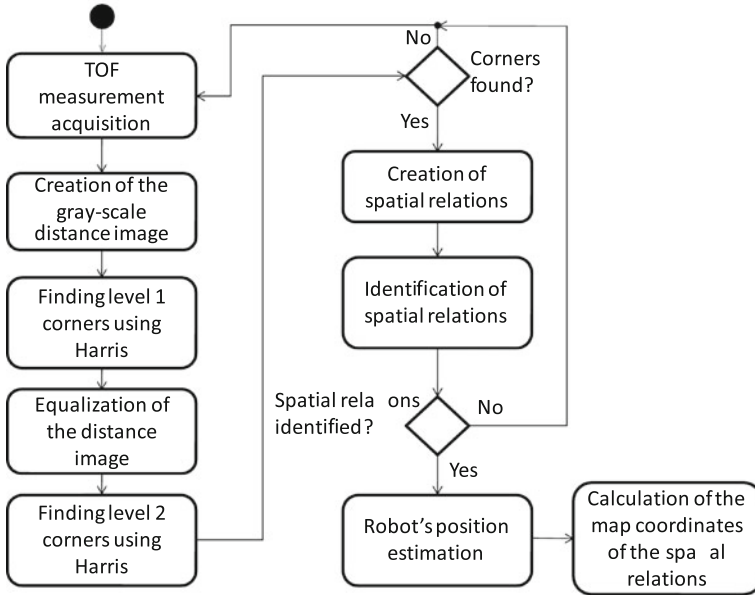 TOF
measurement
acquisition
Creation of the
gray-scale
distance image
Finding level 1
corners using
Harris
Equalization of
the distance
image
Finding level 2
corners using
Harris
No
Corners
found?
Yes
Creation of
spatial relations
Identification of
spatial relations
Spatial rela ons
identified?
No
Yes
Robot's position
estimation
Calculation of the
map coordinates
of the spa al
relations